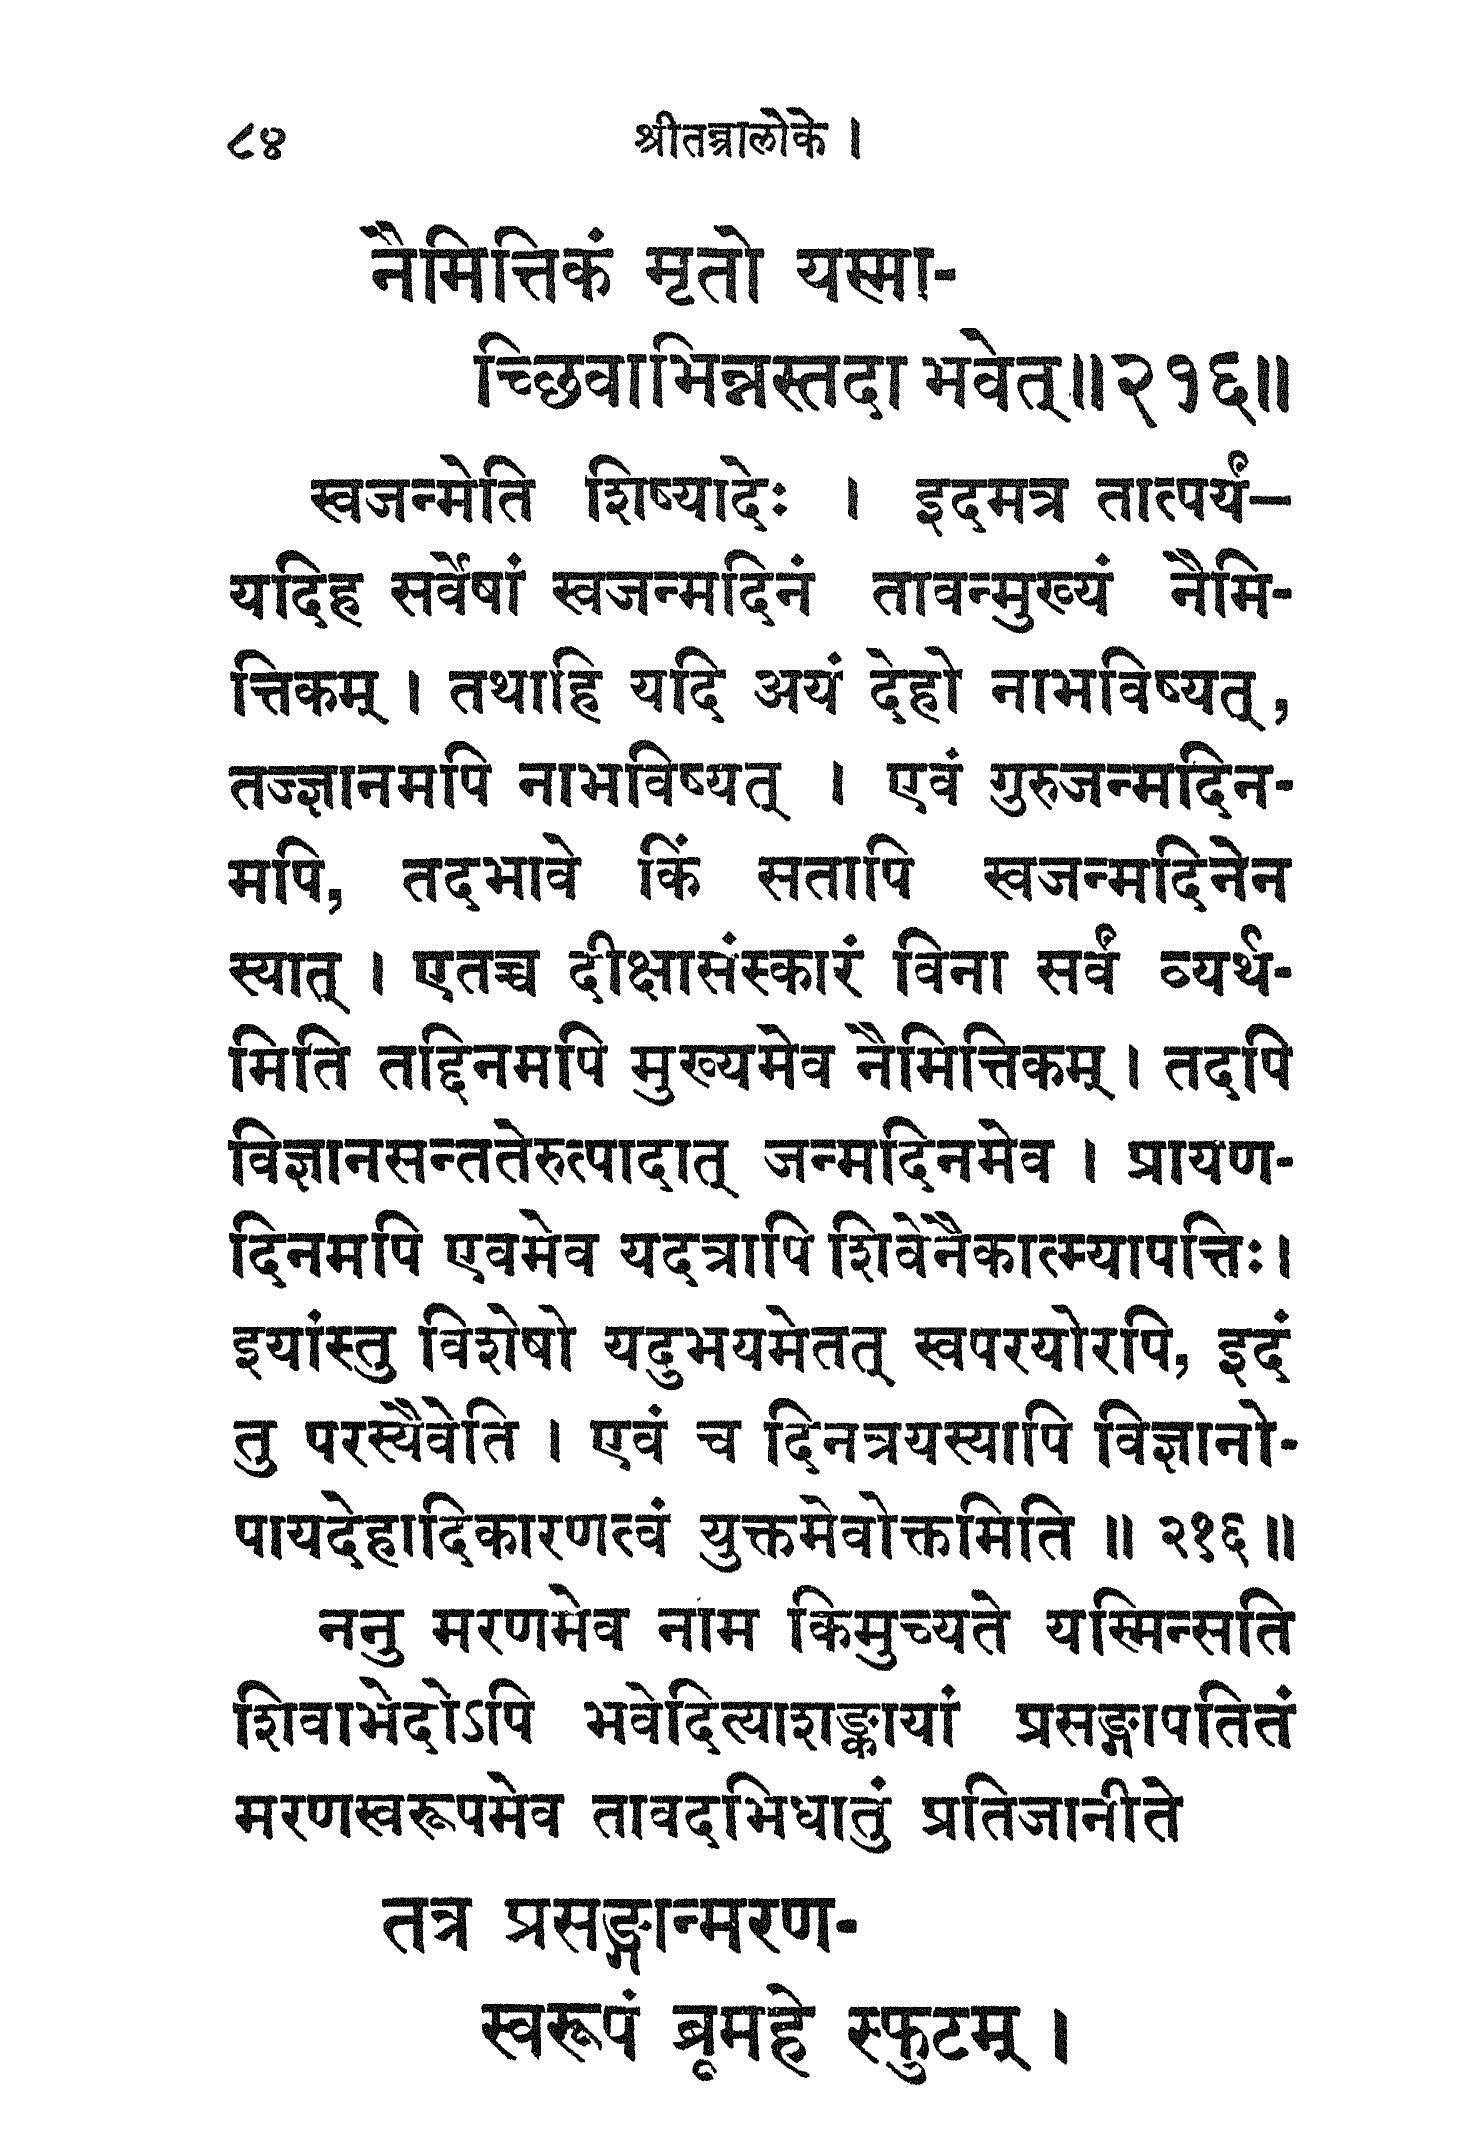 ८४ श्रीतन्त्रालोके ।
नैमित्तिकं मृतो यस्मा-
च्छिवाभिन्नस्तदा भवेत्॥२१६॥
स्वजन्मेति शिष्यादेः । इदमत्र तात्पर्यं—
यदिह सर्वेषां स्वजन्मदिनं तावन्मुख्यं नैमि-
त्तिकम् । तथाहि यदि अयं देहो नाभविष्यत्,
तज्ज्ञानमपि नाभविष्यत् । एवं गुरुजन्मदिन-
मपि, तदभावे किं सतापि स्वजन्मदिनेन
स्यात् । एतच्च दीक्षासंस्कारं विना सर्वं व्यर्थ-
मिति तद्दिनमपि मुख्यमेव नैमित्तिकम् । तदपि
विज्ञानसन्ततेरुत्पादात् जन्मदिनमेव । प्रायण-
दिनमपि एवमेव यदत्रापि शिवेनैकात्म्यापत्तिः।
इयांस्तु विशेषो यदुभयमेतत् स्वपरयोरपि, इदं
तु परस्यैवेति । एवं च दिनत्रयस्यापि विज्ञानो-
पायदेहादिकारणत्वं युक्तमेवोक्तमिति ॥ २१६ ॥
ननु मरणमेव नाम किमुच्यते यस्मिन्सति
शिवाभेदोऽपि भवेदित्याशङ्कायां प्रसङ्गापतितं
मरणस्वरूपमेव तावदभिधातुं प्रतिजानीते
तत्र प्रसङ्गान्मरण-
स्वरूपं ब्रूमहे स्फुटम् ।